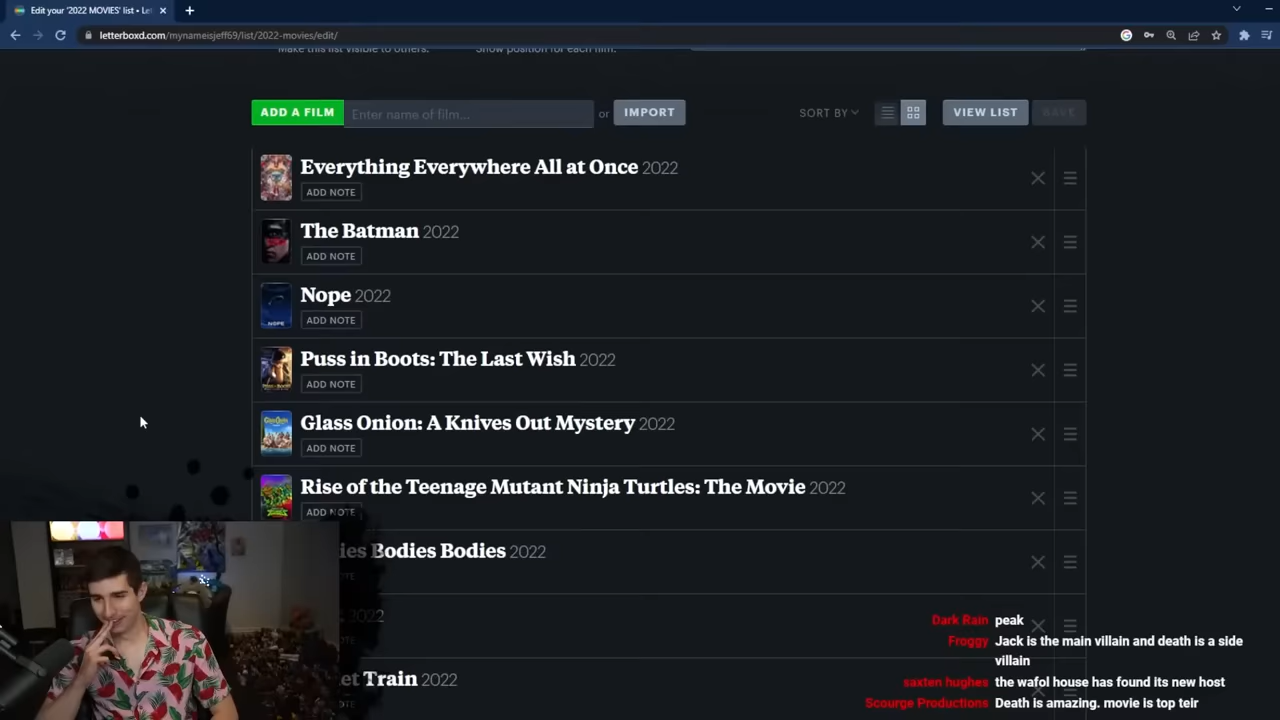 Edit your '2022 MOVIES' list • Let
letterboxd.com/mynameisjeff69/list/2022-movies/edit/
Make this list visible to others.
Show position for each film.
ADD A FILM
Enter name of film...
or
IMPORT
SORT BY
VIEW LIST
SAVE
Everything Everywhere All at Once 2022
ADD NOTE
The Batman 2022
ADD NOTE
Nope 2022
ADD NOTE
Puss in Boots: The Last Wish 2022
ADD NOTE
Glass Onion: A Knives Out Mystery 2022
ADD NOTE
Rise of the Teenage Mutant Ninja Turtles: The Movie 2022
ADD NOTE
ies Bodies Bodies 2022
2022
et Train 2022
Dark Rain peak
Froggy Jack is the main villain and death is a side
villain
saxten hughes the wafol house has found its new host
Scourge Productions Death is amazing. movie is top teir